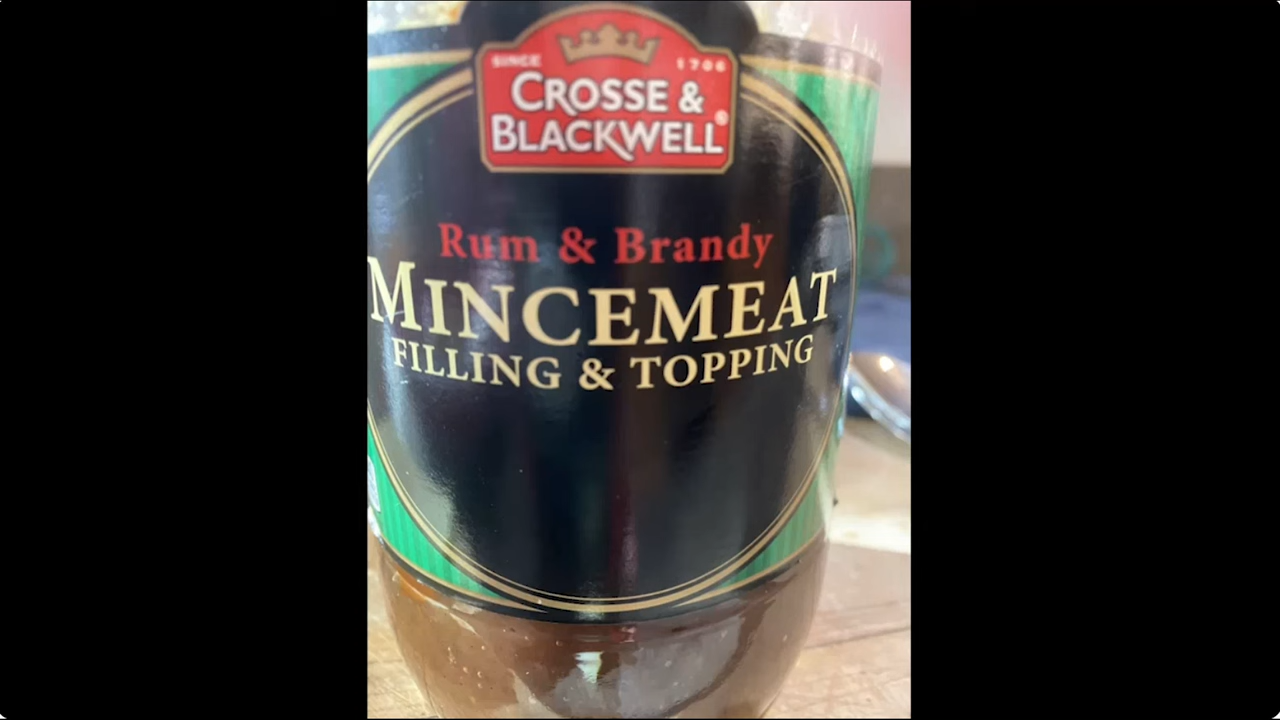 SINCE 1706
CROSSE &
BLACKWELL®
Rum & Brandy
MINCEMEAT
FILLING & TOPPING